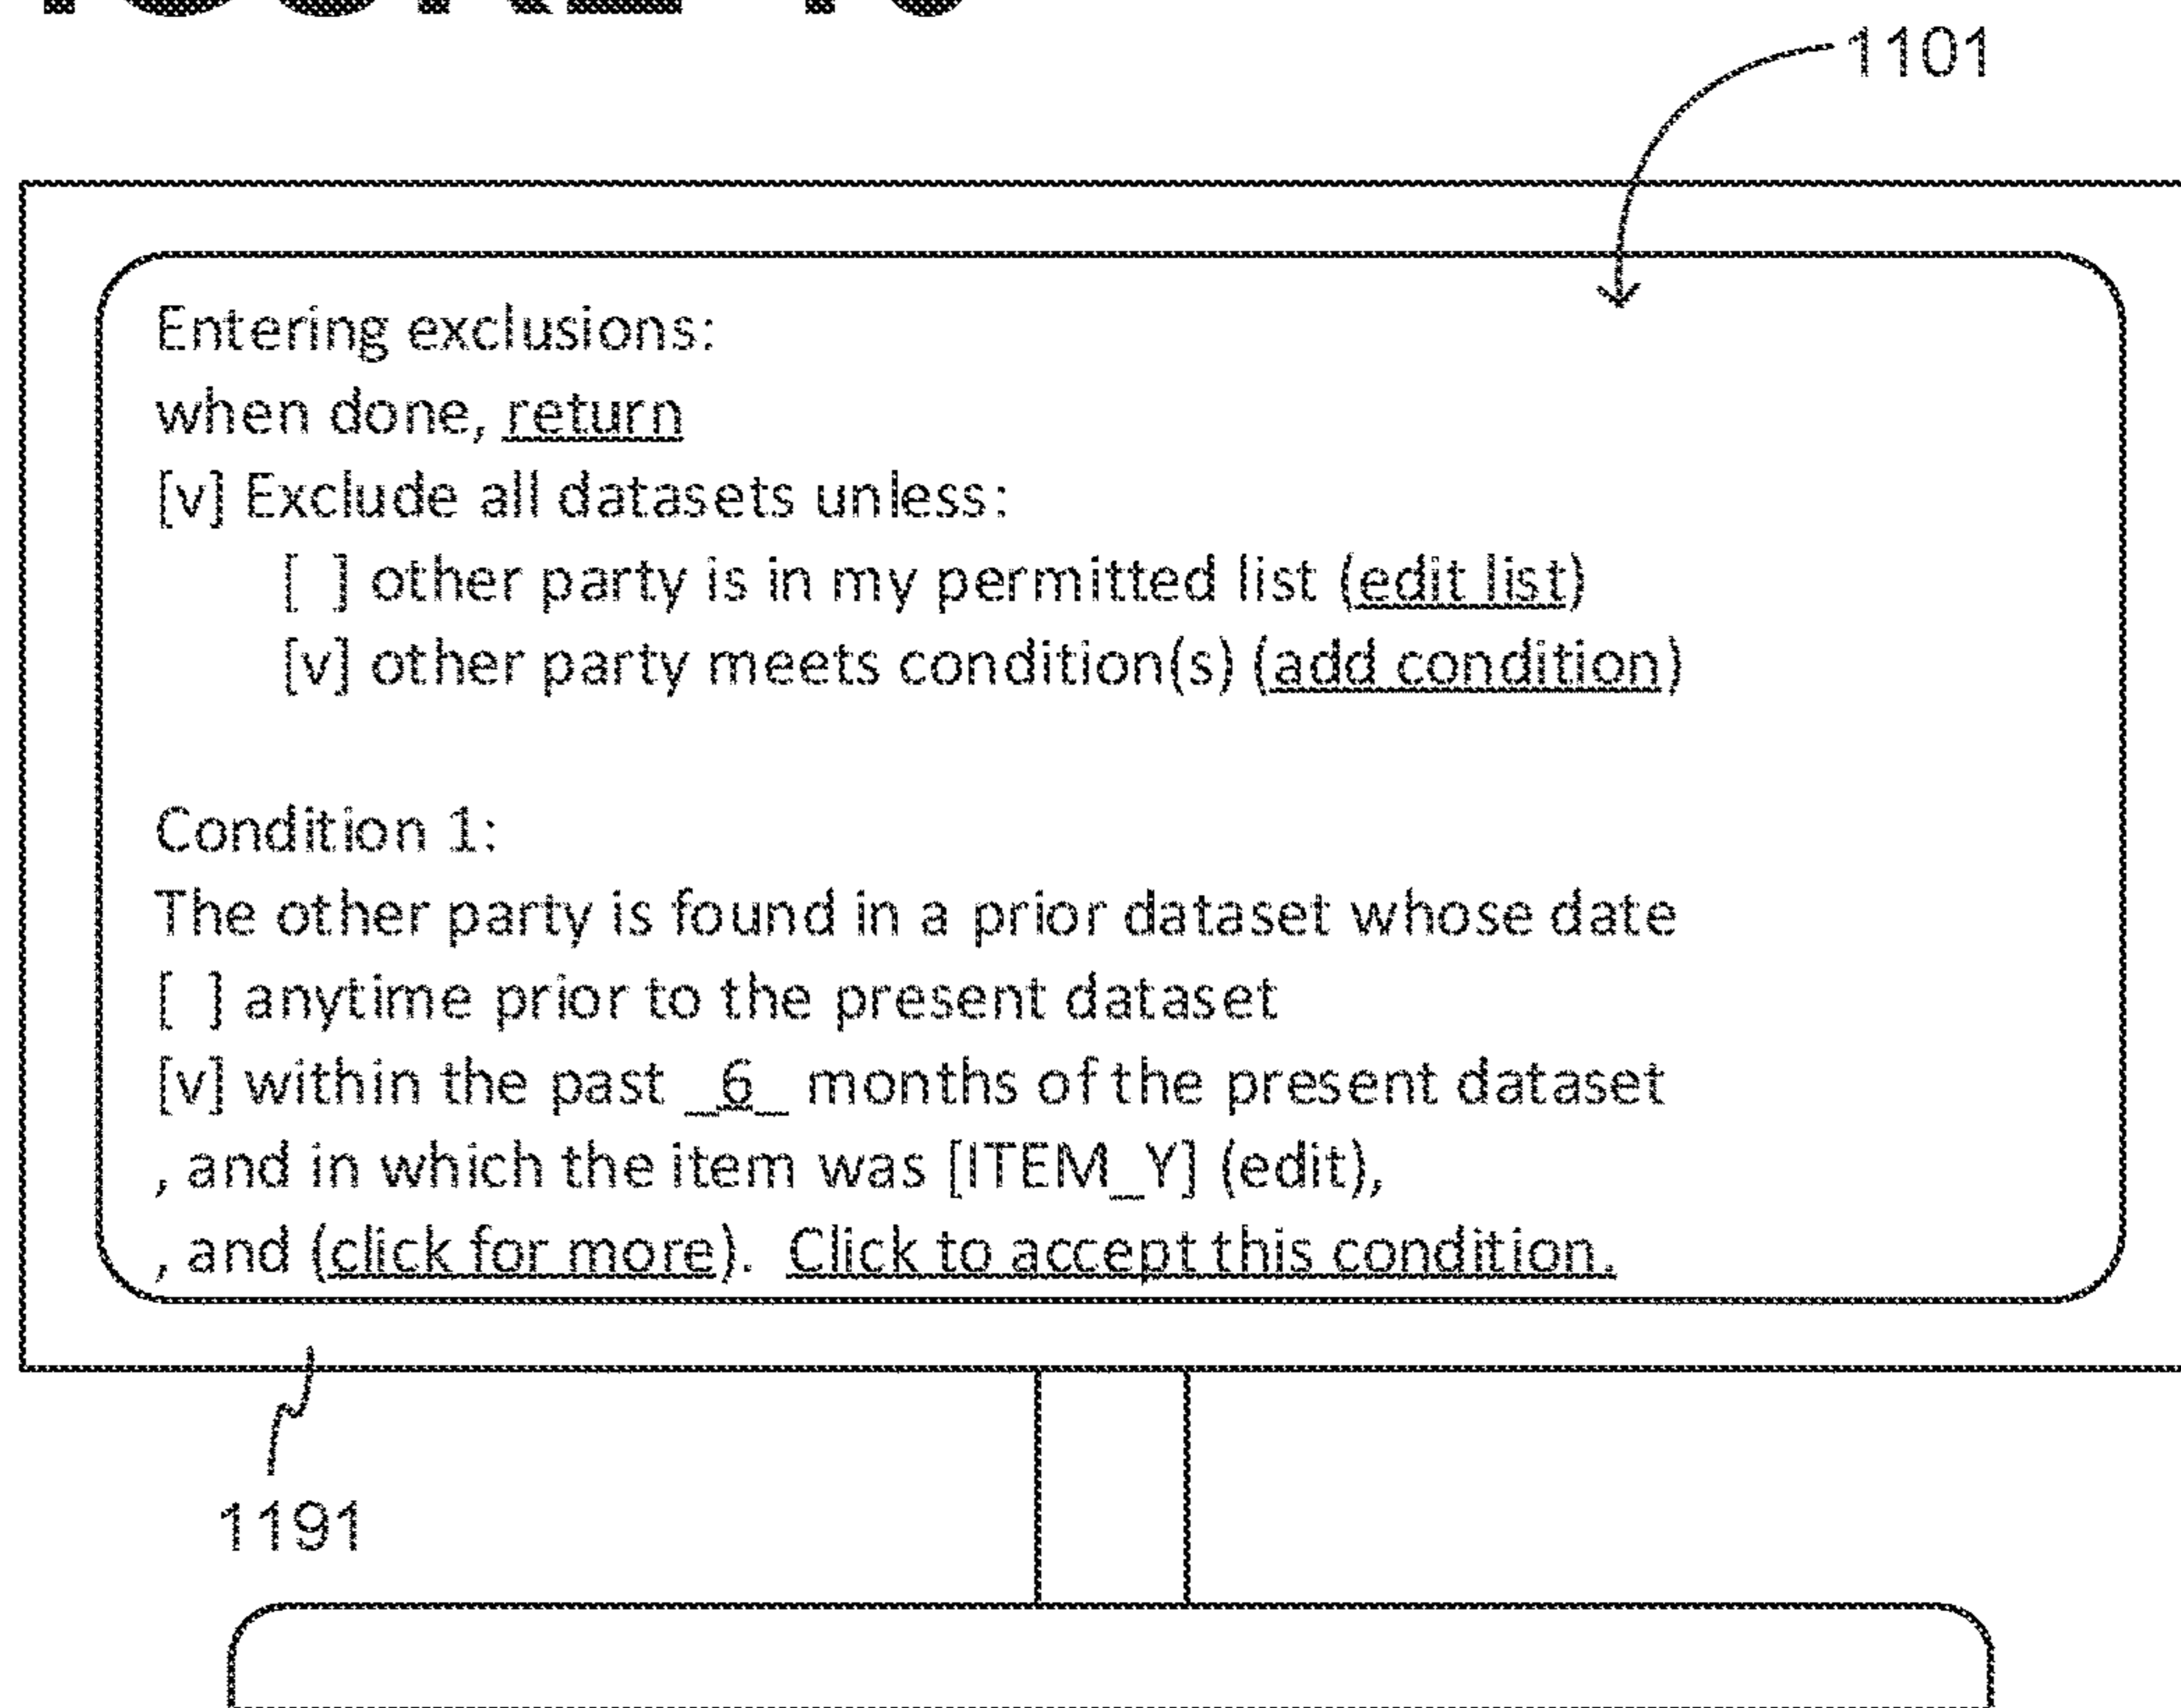 1101
Entering exclusions:
when done, return
[v] Exclude all datasets unless:
[ ] other party is in my permitted list (edit list)
[v] other party meets condition(s) (add condition)
Condition 1:
The other party is found in a prior dataset whose date
[ ] anytime prior to the present dataset
[v] within the past _6_ months of the present dataset
, and in which the item was [ITEM_Y] (edit),
, and (click for more). Click to accept this condition.
1191